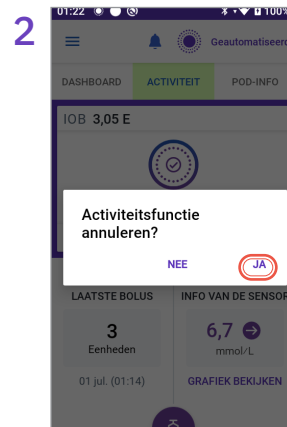 2
01:22 100%
Geautomatiseerd
DASHBOARD ACTIVITEIT POD-INFO
IOB 3,05 E
Activiteitsfunctie
annuleren?
NEE JA
LAATSTE BOLUS INFO VAN DE SENSOR
3 6,7
Eenheden mmol/L
01 jul. (01:14) GRAFIEK BEKIJKEN